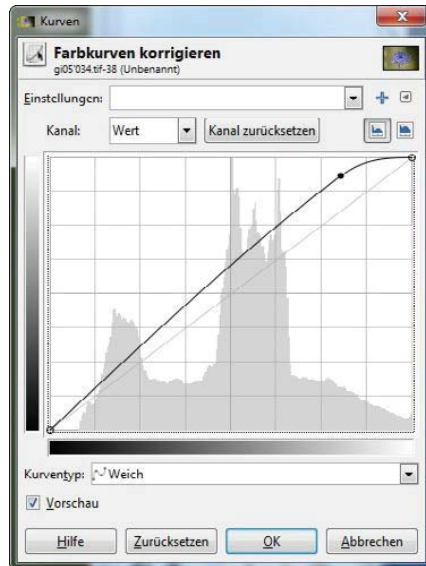 Kurven
Farbkurven korrigieren
gi05'034.tif-38 (Unbenannt)
Einstellungen:
Kanal: Wert Kanal zurücksetzen
Kurventyp: Weich
Vorschau
Hilfe Zurücksetzen OK Abbrechen